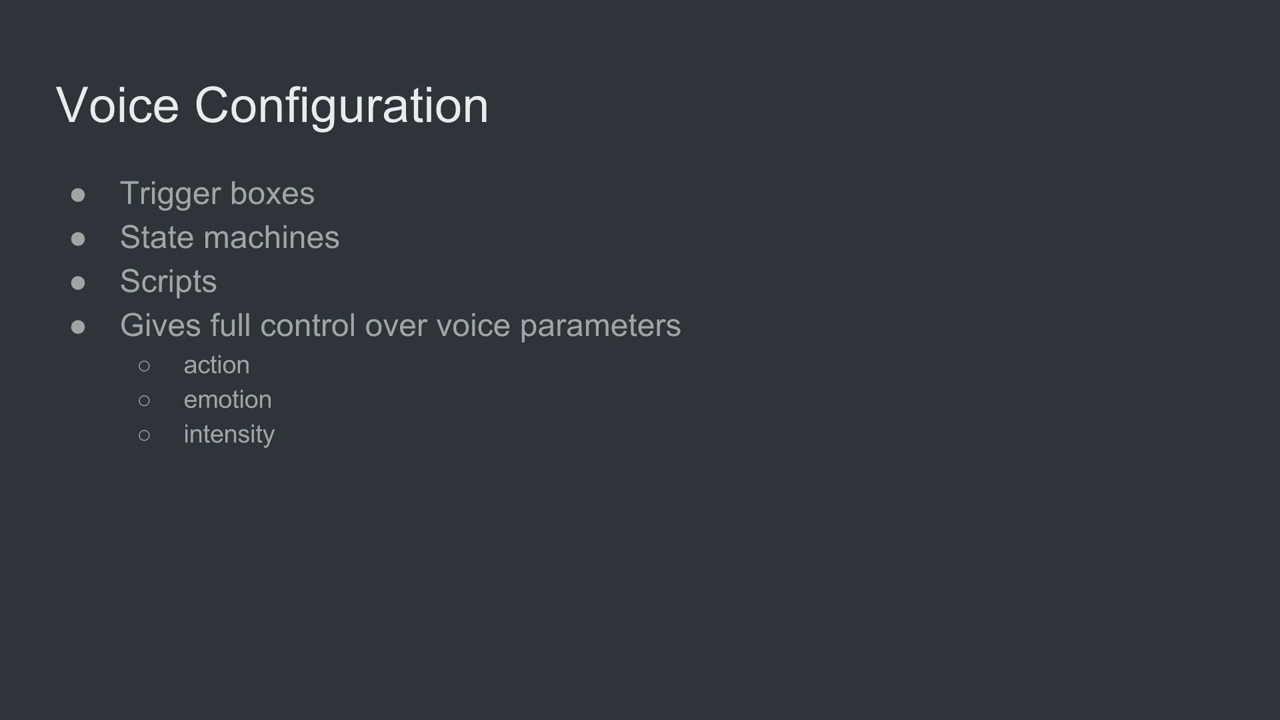 Voice Configuration
● Trigger boxes
● State machines
● Scripts
● Gives full control over voice parameters
○ action
○ emotion
○ intensity